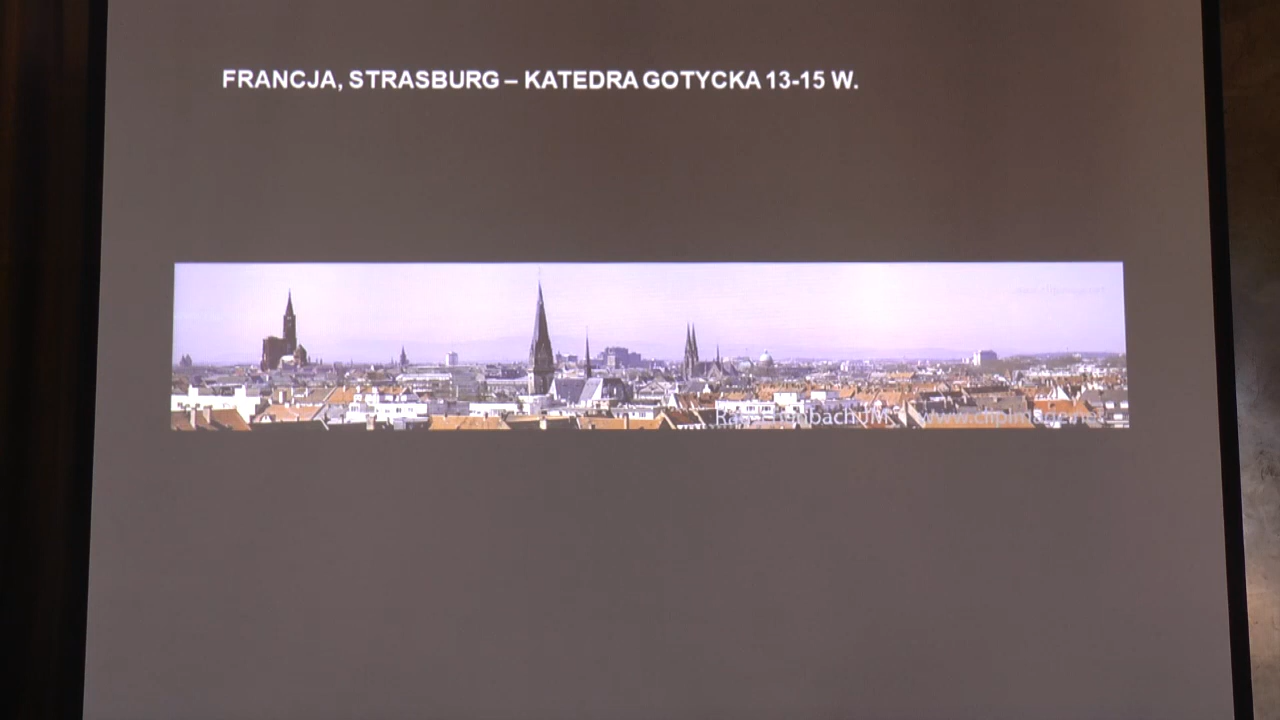 FRANCJA, STRASBURG – KATEDRA GOTYCKA 13-15 W.